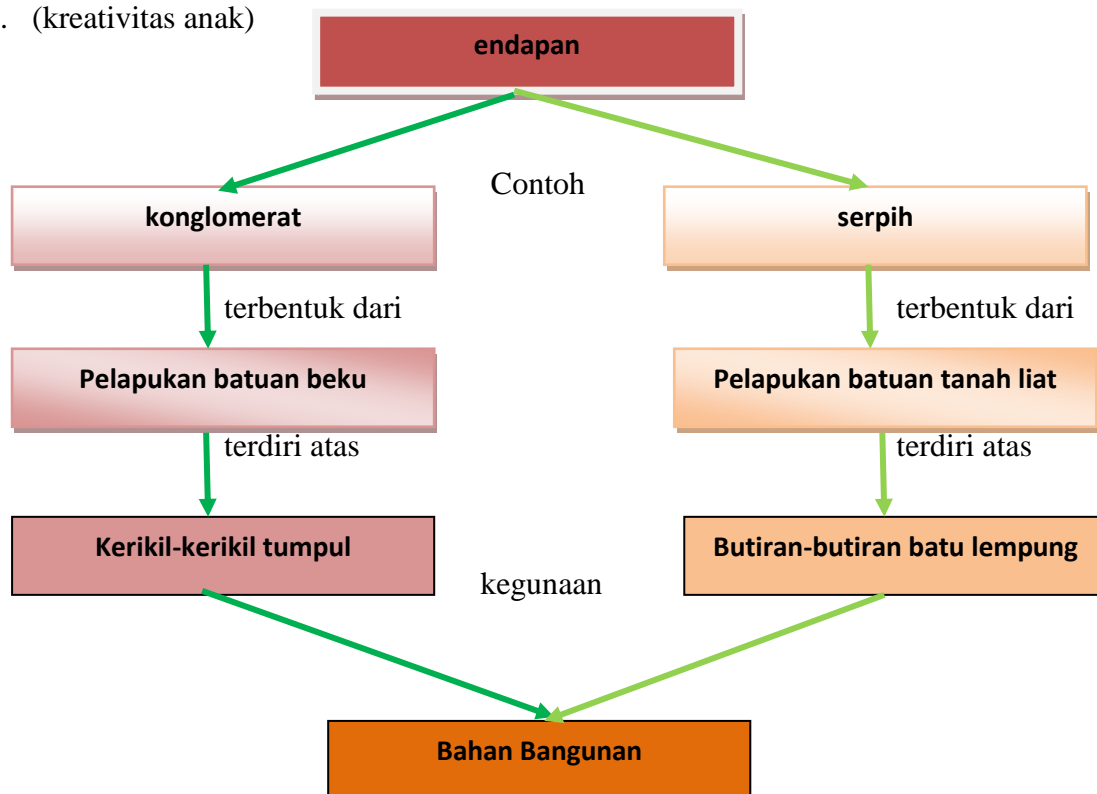 . (kreativitas anak)
endapan
Contoh
konglomerat
serpih
terbentuk dari
terbentuk dari
Pelapukan batuan beku
Pelapukan batuan tanah liat
terdiri atas
terdiri atas
Kerikil-kerikil tumpul
Butiran-butiran batu lempung
kegunaan
Bahan Bangunan